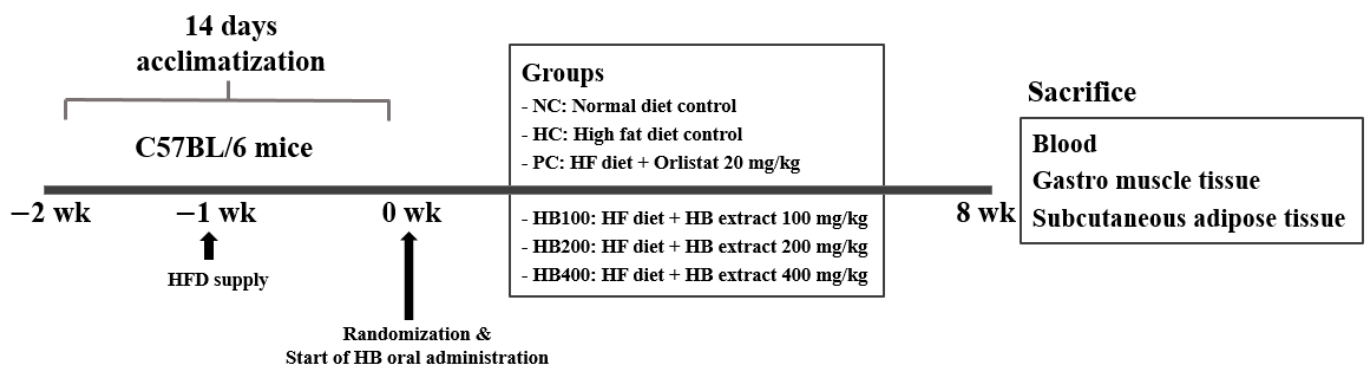 14 days
acclimatization
C57BL/6 mice
−2 wk
−1 wk
0 wk
8 wk
HFD supply
Randomization &
Start of HB oral administration
Groups
- NC: Normal diet control
- HC: High fat diet control
- PC: HF diet + Orlistat 20 mg/kg
- HB100: HF diet + HB extract 100 mg/kg
- HB200: HF diet + HB extract 200 mg/kg
- HB400: HF diet + HB extract 400 mg/kg
Sacrifice
Blood
Gastro muscle tissue
Subcutaneous adipose tissue